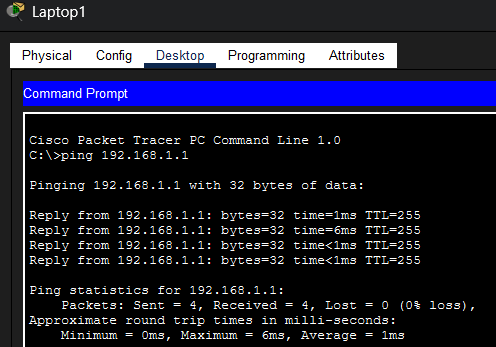 Laptop1
Physical Config Desktop Programming Attributes
Command Prompt
Cisco Packet Tracer PC Command Line 1.0
C:\>ping 192.168.1.1
Pinging 192.168.1.1 with 32 bytes of data:
Reply from 192.168.1.1: bytes=32 time=1ms TTL=255
Reply from 192.168.1.1: bytes=32 time=6ms TTL=255
Reply from 192.168.1.1: bytes=32 time<1ms TTL=255
Reply from 192.168.1.1: bytes=32 time<1ms TTL=255
Ping statistics for 192.168.1.1:
Packets: Sent = 4, Received = 4, Lost = 0 (0% loss),
Approximate round trip times in milli-seconds:
Minimum = 0ms, Maximum = 6ms, Average = 1ms